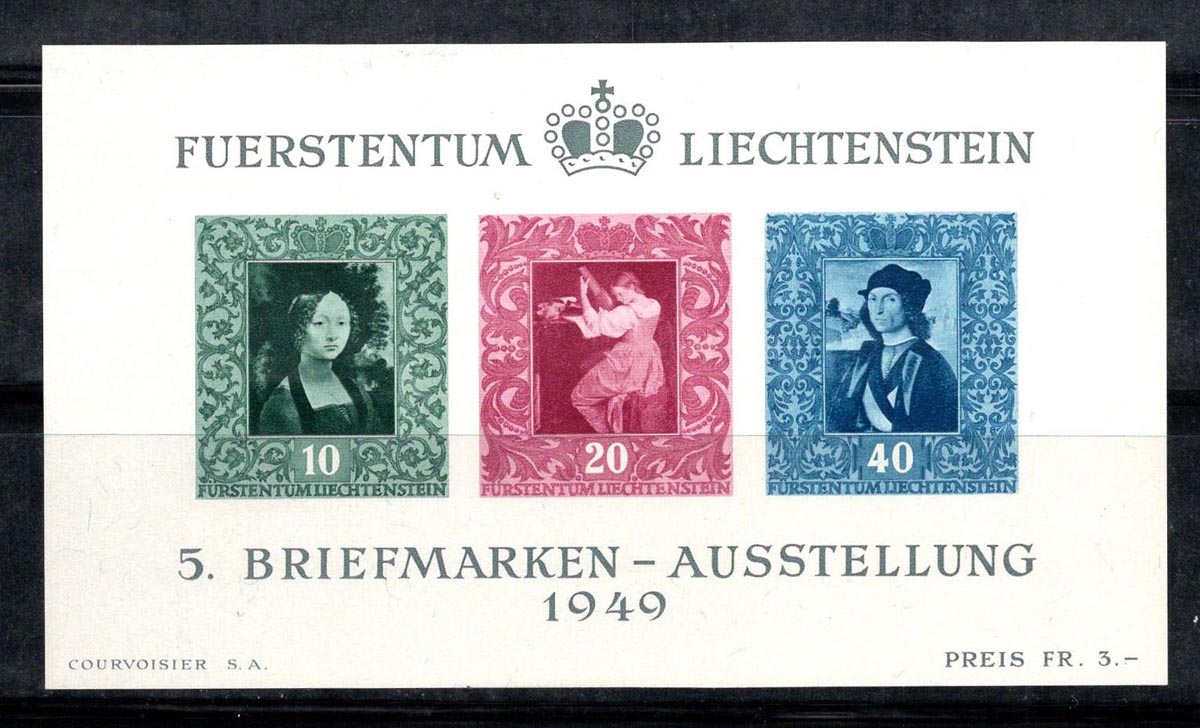 FUERSTENTUM LIECHTENSTEIN
10
FÜRSTENTUM LIECHTENSTEIN
20
FÜRSTENTUM LIECHTENSTEIN
40
FÜRSTENTUM LIECHTENSTEIN
5. BRIEFMARKEN – AUSSTELLUNG
1949
COURVOISIER S.A.
PREIS FR. 3.–